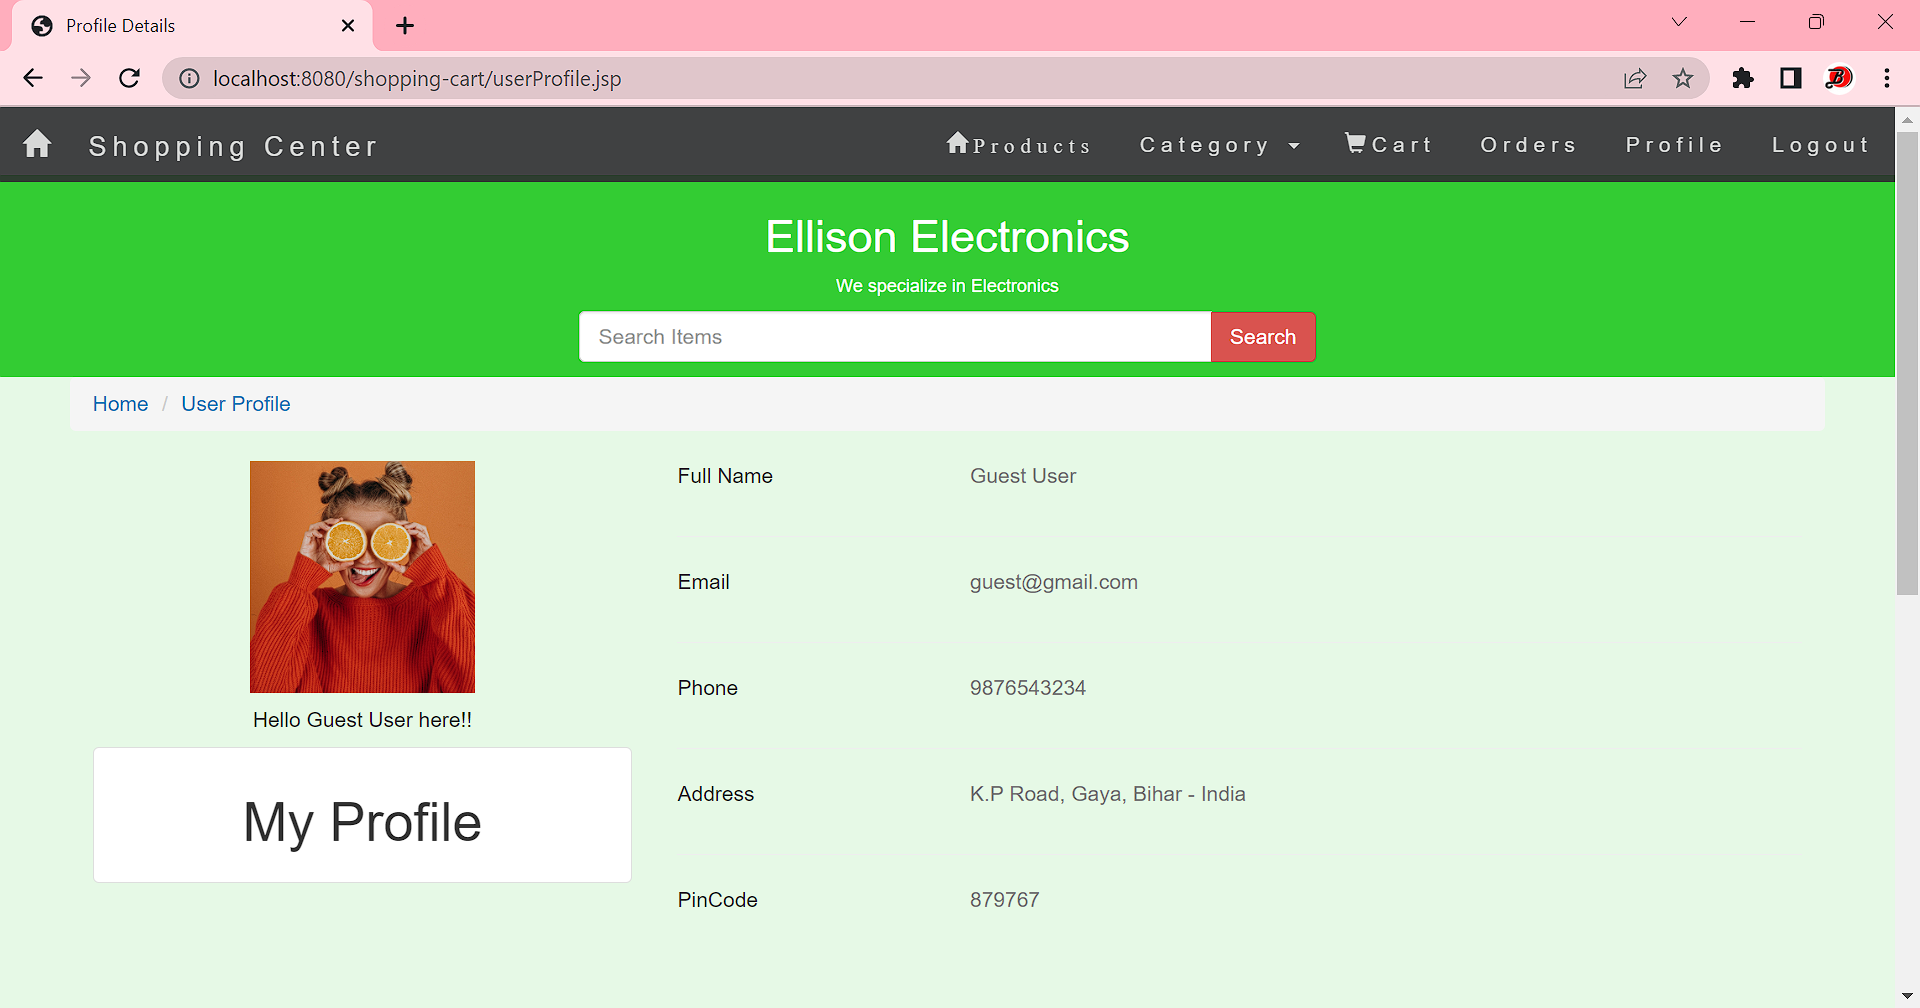 Profile Details
localhost:8080/shopping-cart/userProfile.jsp
Shopping Center Products Category Cart Orders Profile Logout
Ellison Electronics
We specialize in Electronics
Search Items Search
Home / User Profile
Full Name Guest User
Email guest@gmail.com
Phone 9876543234
Hello Guest User here!!
Address K.P Road, Gaya, Bihar - India
My Profile
PinCode 879767